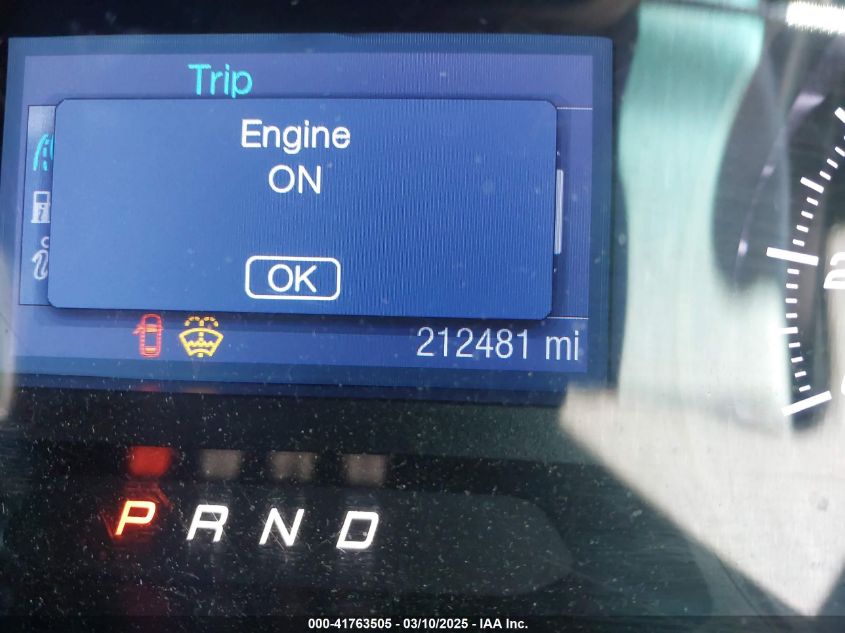 Trip
Engine
ON
OK
212481 mi
P R N D
000-41763505 - 03/10/2025 - IAA Inc.